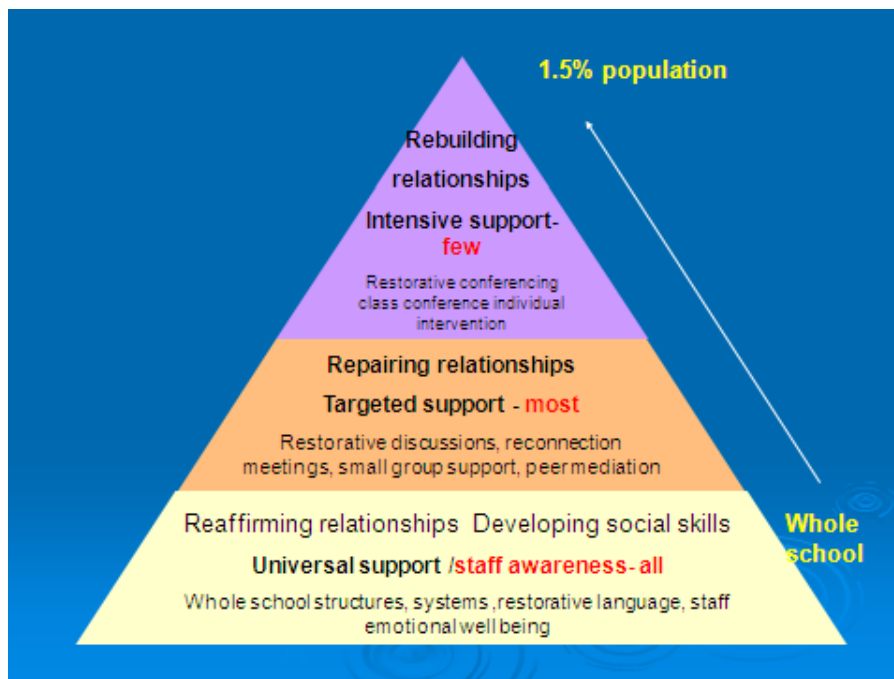 1.5% population
Rebuilding
relationships
Intensive support-
few
Restorative conferencing
class conference individual
intervention
Repairing relationships
Targeted support - most
Restorative discussions, reconnection
meetings, small group support, peer mediation
Reaffirming relationships  Developing social skills
Universal support /staff awareness- all
Whole school structures, systems ,restorative language, staff
emotional well being
Whole
school